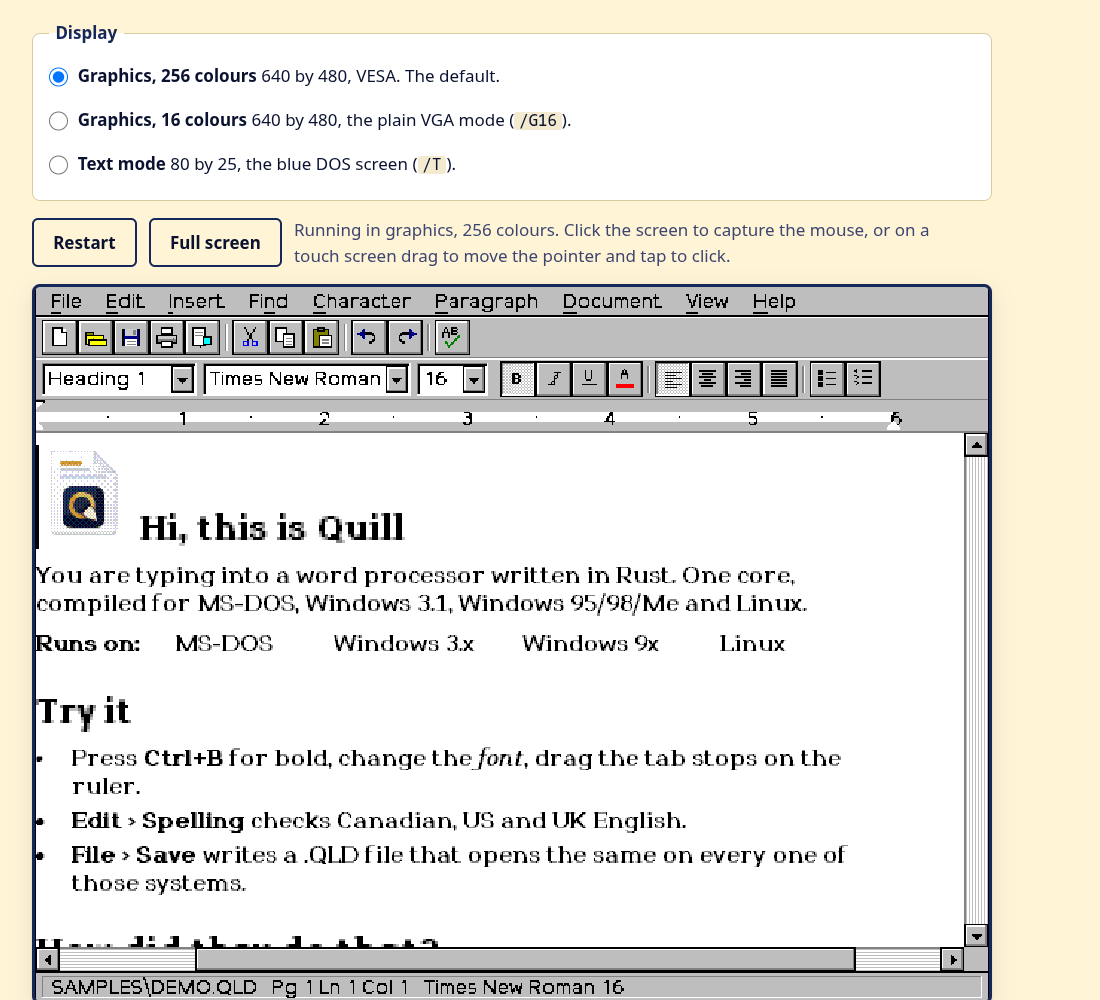 Display
Graphics, 256 colours 640 by 480, VESA. The default.
Graphics, 16 colours 640 by 480, the plain VGA mode ( /G16 ).
Text mode 80 by 25, the blue DOS screen ( /T ).
Restart
Full screen
Running in graphics, 256 colours. Click the screen to capture the mouse, or on a
touch screen drag to move the pointer and tap to click.
File Edit Insert Find Character Paragraph Document View Help
AB
Heading 1 Times New Roman 16 B I U A
1 2 3 4 5 6
Hi, this is Quill
You are typing into a word processor written in Rust. One core,
compiled for MS-DOS, Windows 3.1, Windows 95/98/Me and Linux.
Runs on: MS-DOS Windows 3.x Windows 9x Linux
Try it
• Press Ctrl+B for bold, change the font, drag the tab stops on the
ruler.
• Edit › Spelling checks Canadian, US and UK English.
• File › Save writes a .QLD file that opens the same on every one of
those systems.
How did they do that?
SAMPLES\DEMO.QLD Pg 1 Ln 1 Col 1 Times New Roman 16